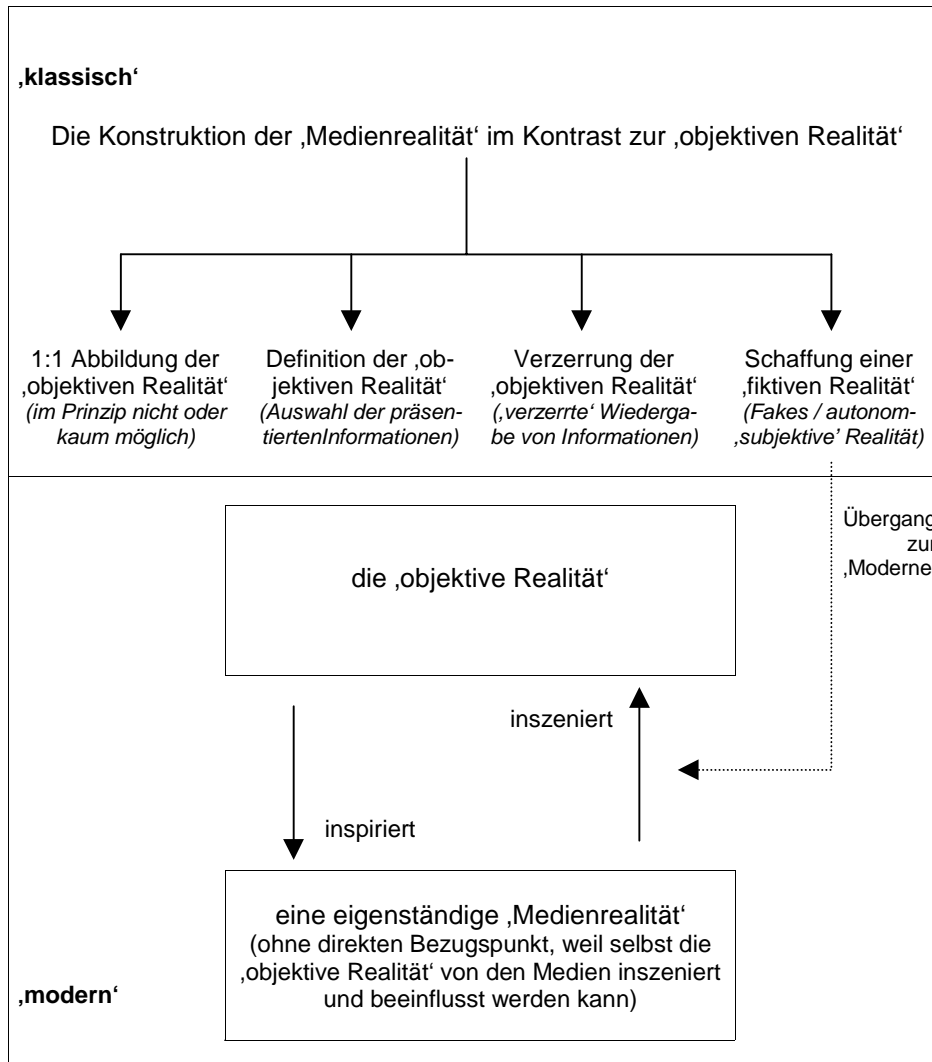 ‚klassisch‘
Die Konstruktion der ‚Medienrealität‘ im Kontrast zur ‚objektiven Realität‘
1:1 Abbildung der
‚objektiven Realität‘
(im Prinzip nicht oder
kaum möglich)
Definition der ‚ob-
jektiven Realität‘
(Auswahl der präsen-
tiertenInformationen)
Verzerrung der
‚objektiven Realität‘
(‚verzerrte‘ Wiederga-
be von Informationen)
Schaffung einer
‚fiktiven Realität‘
(Fakes / autonom-
‚subjektive’ Realität)
die ‚objektive Realität‘
Übergang
zur
‚Moderne
inszeniert
inspiriert
eine eigenständige ‚Medienrealität‘
(ohne direkten Bezugspunkt, weil selbst die
‚objektive Realität‘ von den Medien inszeniert
und beeinflusst werden kann)
‚modern‘